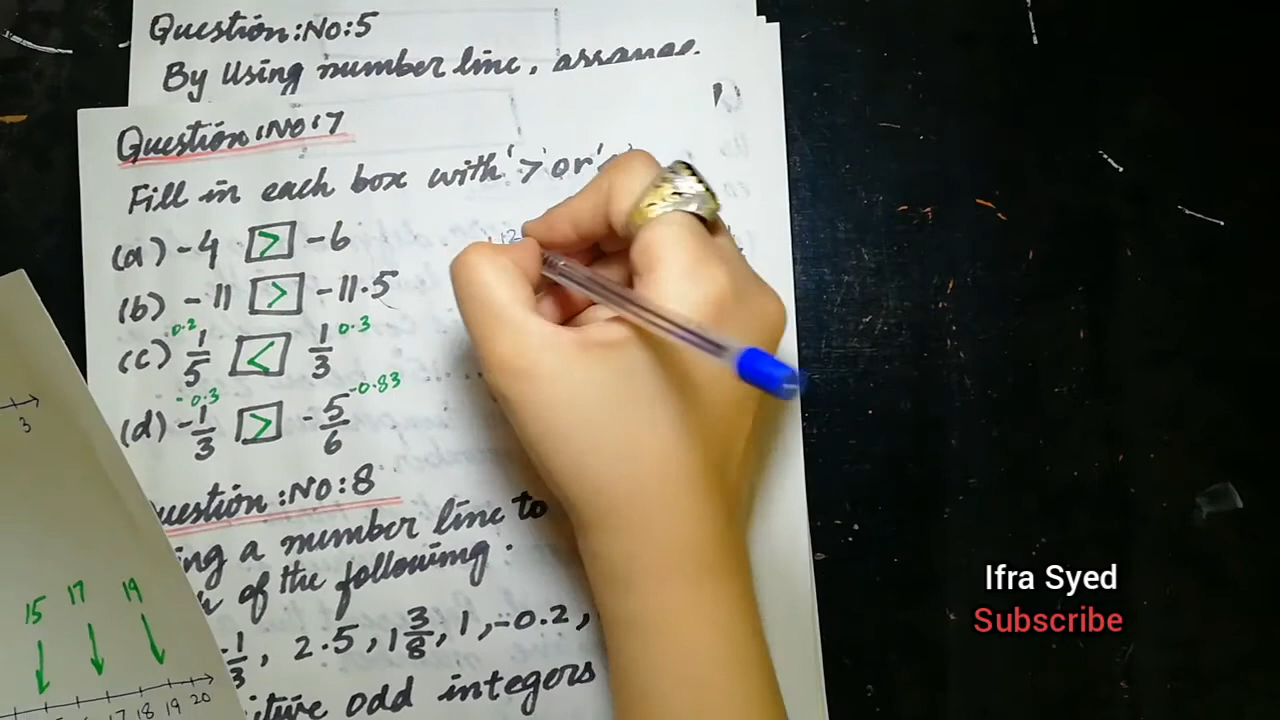 Question:No:5
By Using number line, arrange.
Question:No:7
Fill in each box with '>' or
(a) -4 > -6
(b) -11 > -11.5
0.2 0.3
(c) 1/5 < 1/3
-0.3 -0.83
(d) -1/3 > -5/6
uestion:No:8
ing a number line to
of the following.
1/3, 2.5, 1 3/8, 1, -0.2,
itive odd integers
3
15 17 19
17 18 19 20
Ifra Syed
Subscribe